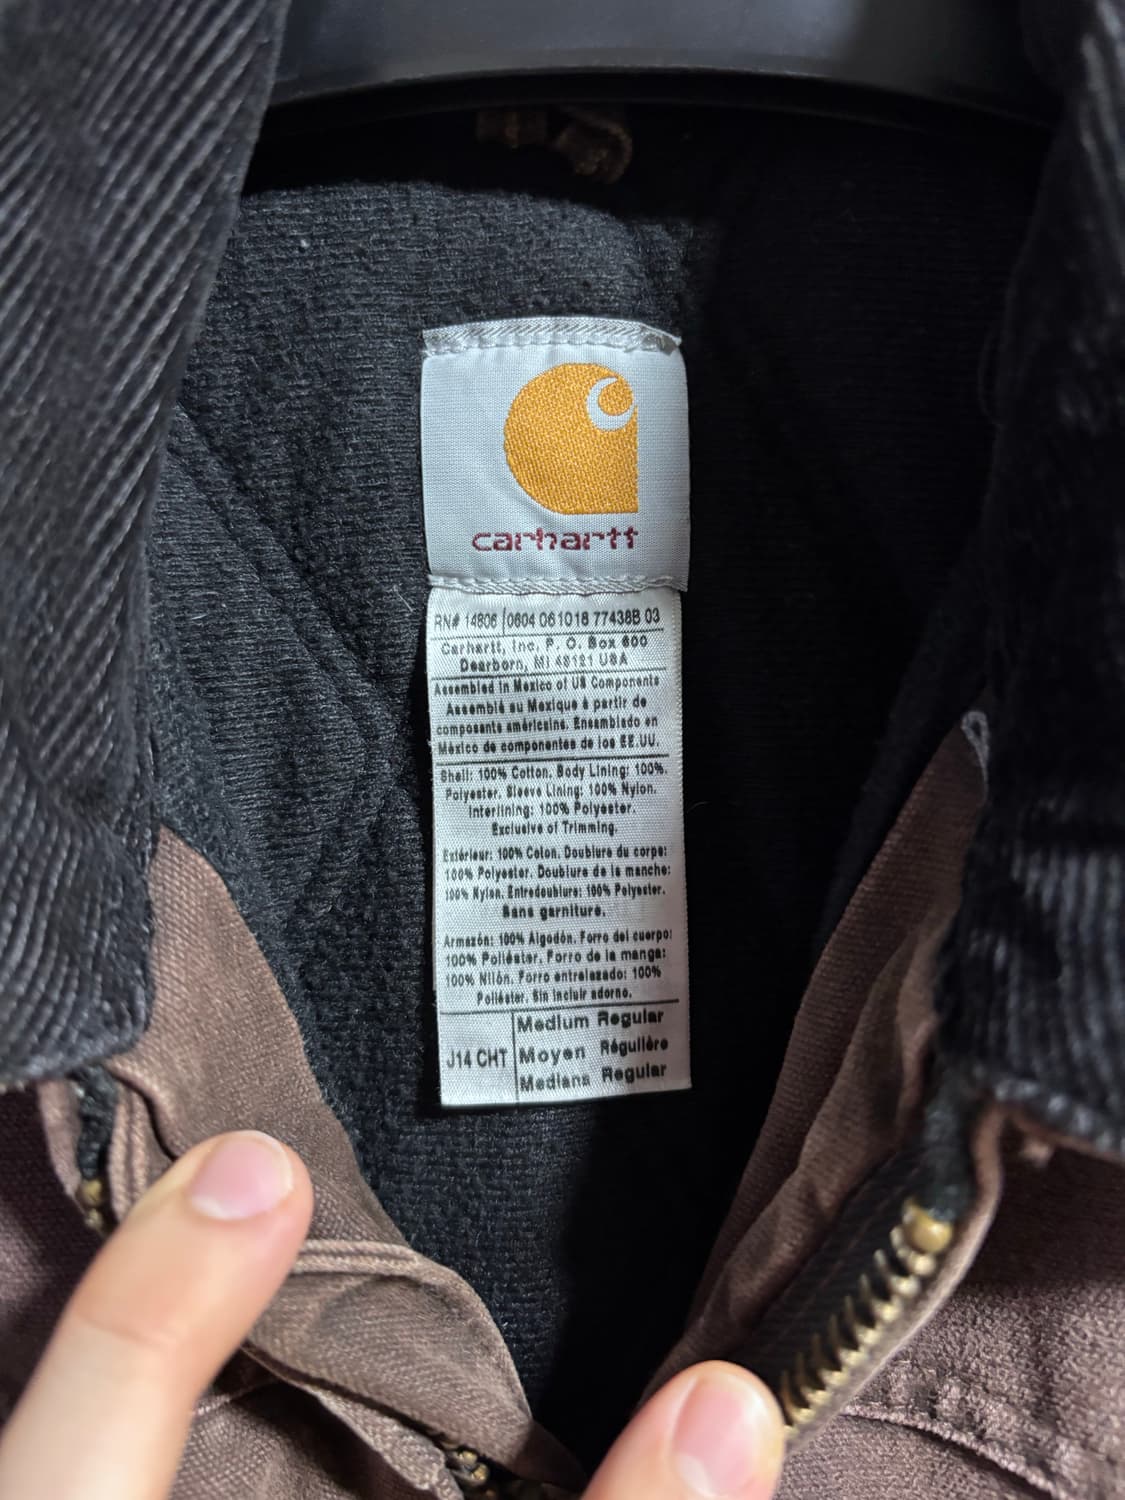 carhartt
RN# 14806 0604 061018 77438B 03
Carhartt, Inc. P. O. Box 600
Dearborn, MI 48121 USA
Assembled in Mexico of US Components
Assemblé au Mexique à partir de
composants américains. Ensamblado en
México de componentes de los EE.UU.
Shell: 100% Cotton. Body Lining: 100%
Polyester. Sleeve Lining: 100% Nylon.
Interlining: 100% Polyester.
Exclusive of Trimming.
Extérieur: 100% Coton. Doublure du corps:
100% Polyester. Doublure de la manche:
100% Nylon. Entredoublure: 100% Polyester.
Sans garniture.
Armazón: 100% Algodón. Forro del cuerpo:
100% Poliéster. Forro de la manga:
100% Nilón. Forro entrelazado: 100%
Poliéster. Sin incluir adorno.
J14 CHT
Medium Regular
Moyen Régulière
Mediana Regular